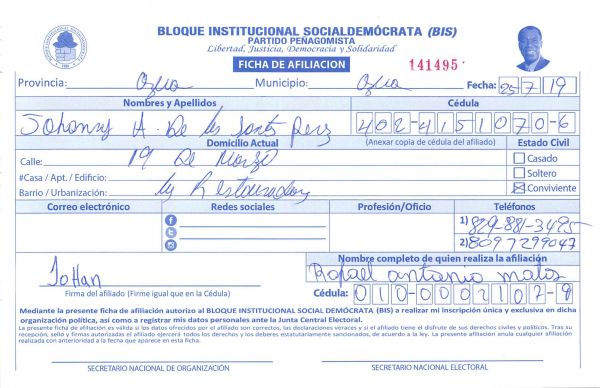 BLOQUE INSTITUCIONAL SOCIALDEMÓCRATA (BIS)
PARTIDO PEÑAGOMISTA
Libertad, Justicia, Democracia y Solidaridad
FICHA DE AFILIACION
141495
Provincia: Ozua Municipio: Ozua Fecha: 25 7 19
Nombres y Apellidos Cédula
Johanny A. De los Santos Perez 402-4151070-6
Domicilio Actual (Anexar copia de cédula del afiliado) Estado Civil
Calle: 19 De Marzo Casado
#Casa / Apt. / Edificio: Soltero
Barrio / Urbanización: Restauradora Conviviente
Correo electrónico Redes sociales Profesión/Oficio Teléfonos
1) 829-881-3495
2) 8097299047
Nombre completo de quien realiza la afiliación
Johan Rafael antonio matos
Firma del afiliado (Firme igual que en la Cédula) Cédula: 010-0002107-9
Mediante la presente ficha de afiliación autorizo al BLOQUE INSTITUCIONAL SOCIAL DEMÓCRATA (BIS) a realizar mi inscripción única y exclusiva en dicha
organización política, así como a registrar mis datos personales ante la Junta Central Electoral.
La presente ficha de afiliación es válida si los datos ofrecidos por el afiliado son correctos, las declaraciones veraces y si el afiliado tiene el disfrute de sus derechos civiles y políticos. Tras su
recepción, sello y firmas autorizadas el afiliado ejercerá todos los derechos y los deberes estatutariamente sancionados, de acuerdo a la ley. La presente afiliación anula cualquier afiliación
realizada con anterioridad a la fecha que aparece en esta ficha.
SECRETARIO NACIONAL DE ORGANIZACIÓN SECRETARIO NACIONAL ELECTORAL